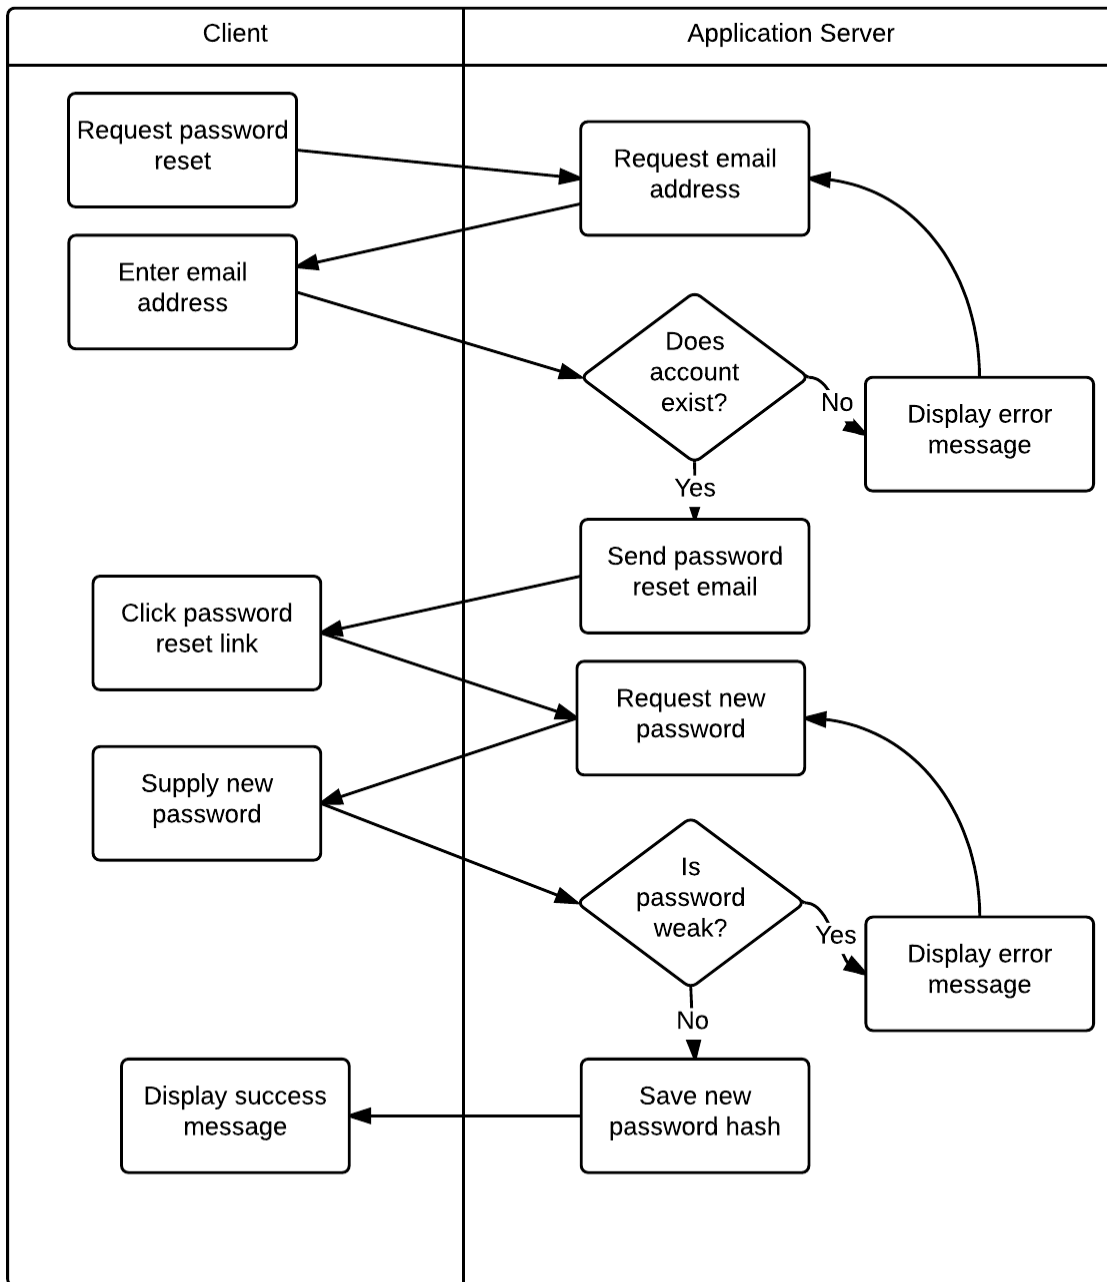 Client
Application Server
Request password
reset
Request email
address
Enter email
address
Does
account
exist?
No
Display error
message
Yes
Send password
reset email
Click password
reset link
Request new
password
Supply new
password
Is
password
weak?
Yes
Display error
message
No
Display success
message
Save new
password hash